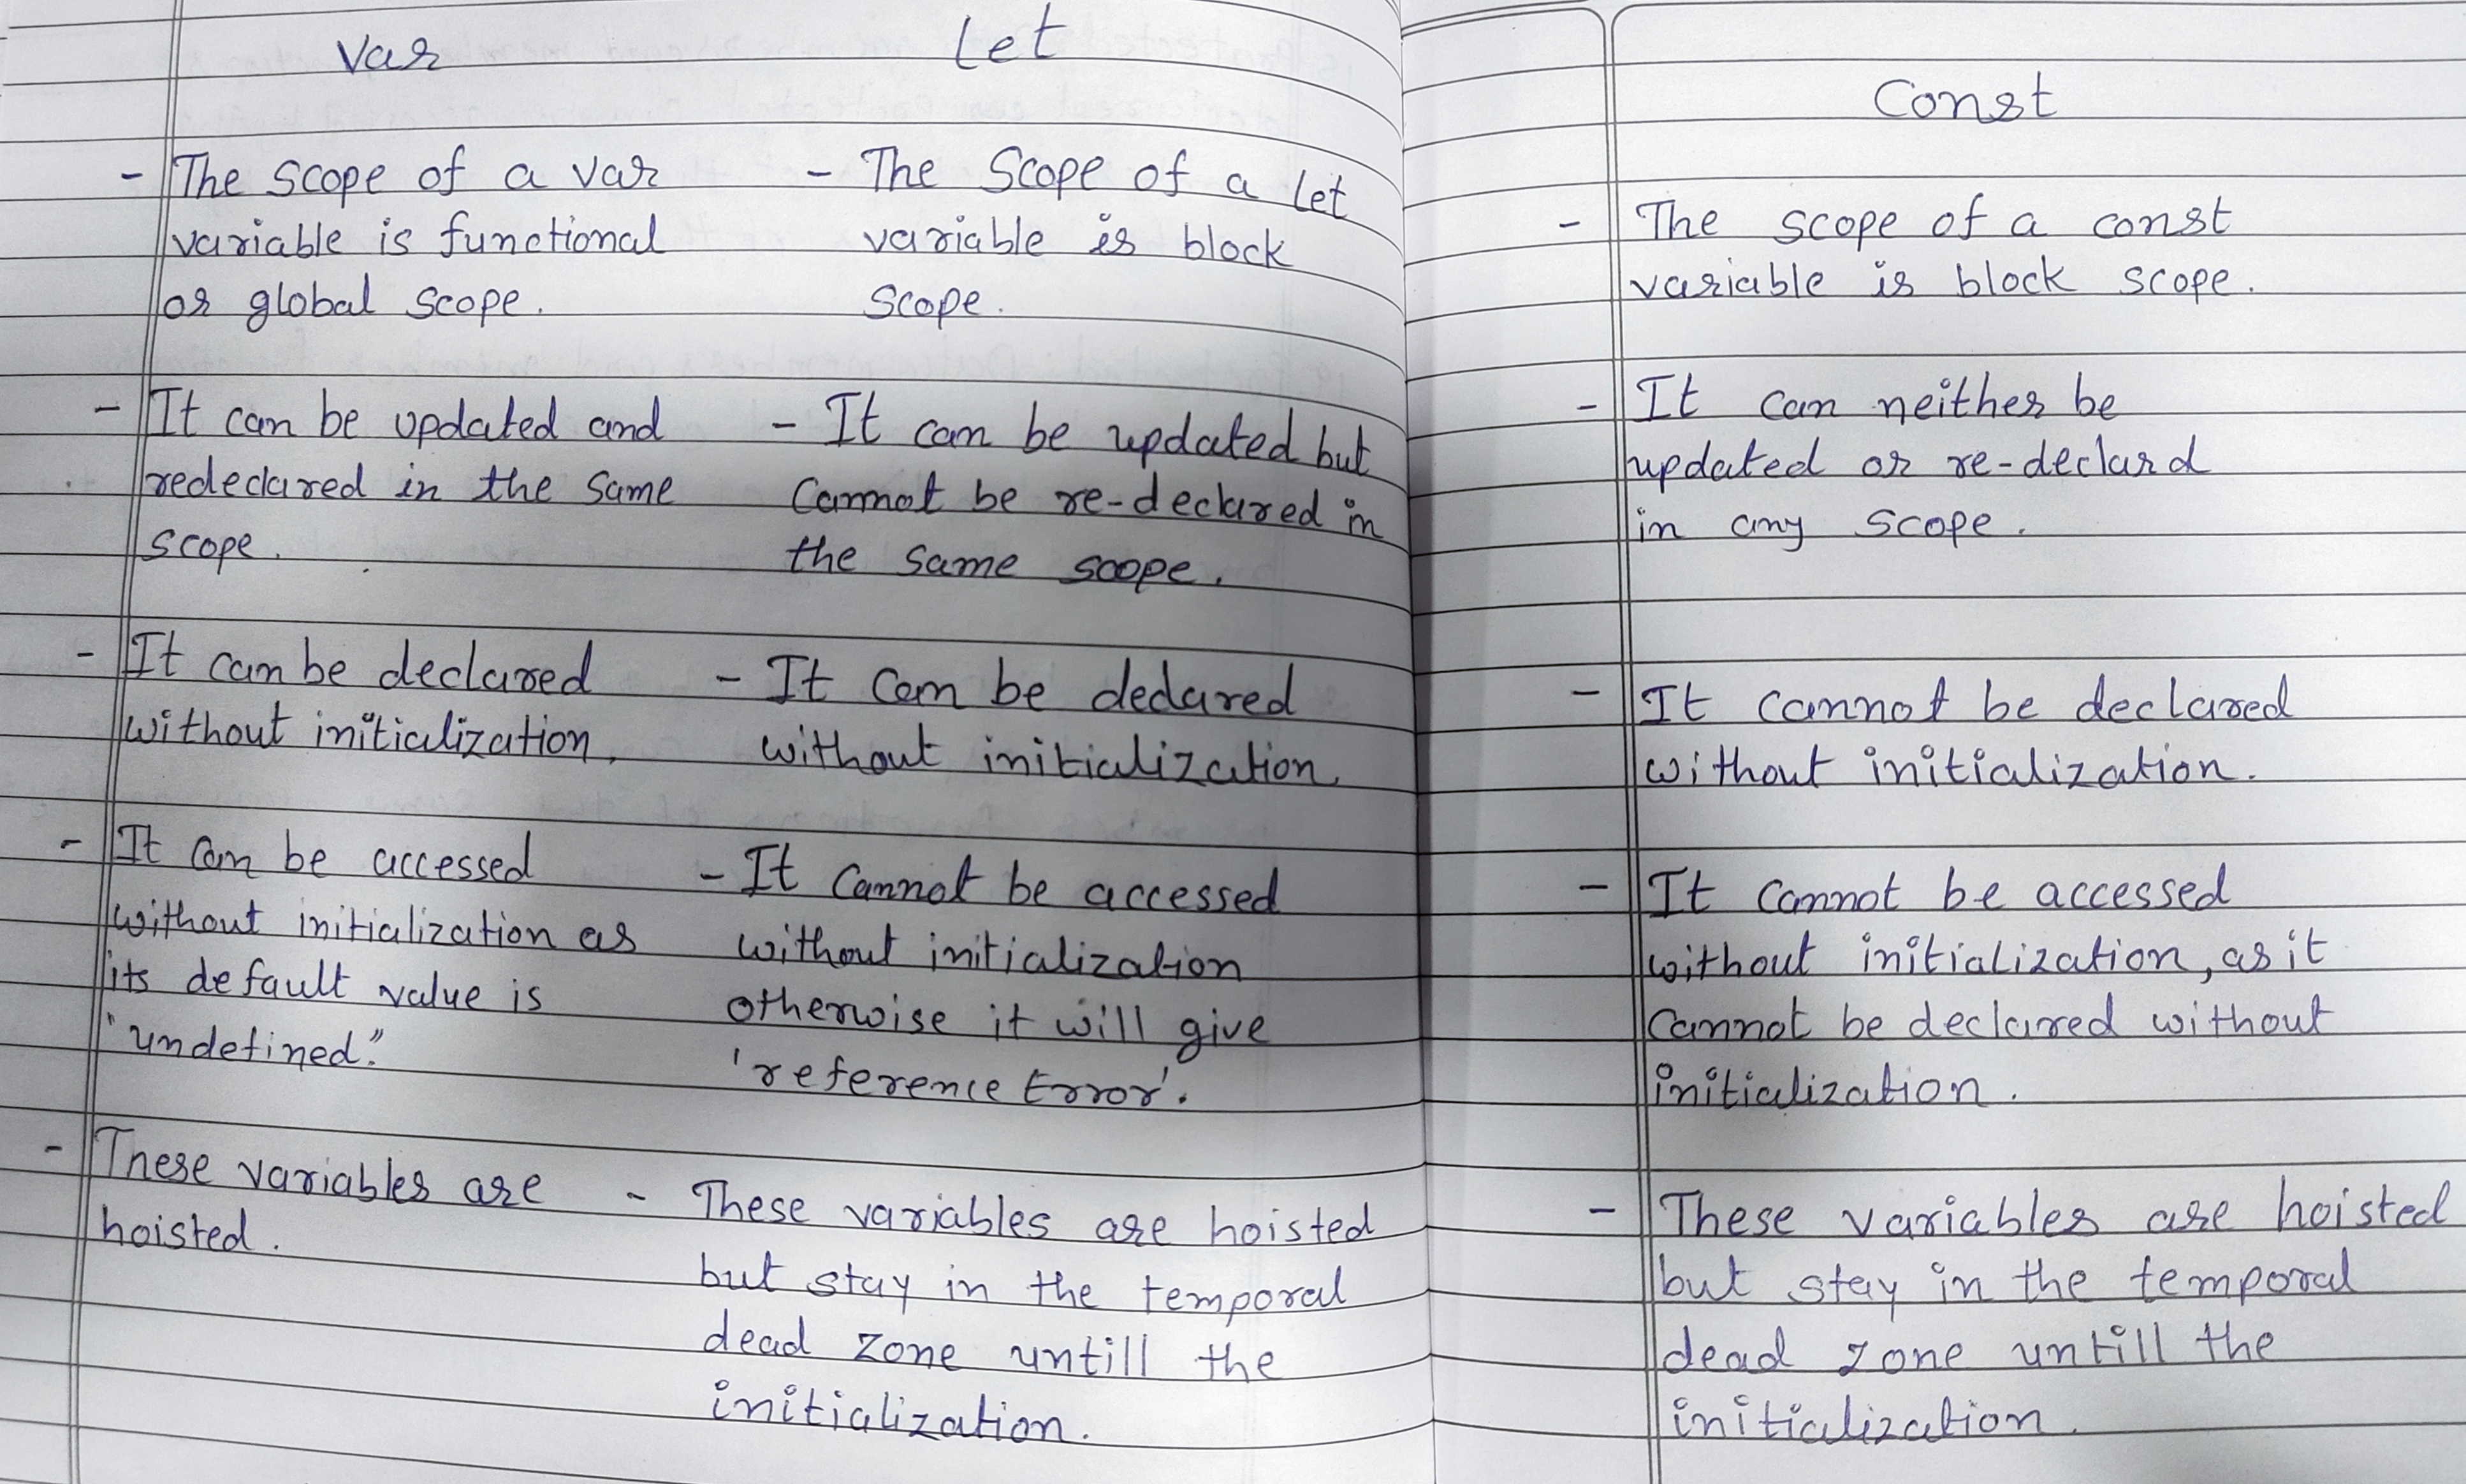 Var
- The scope of a var
variable is functional
or global scope.
- It can be updated and
redeclared in the same
scope.
- It can be declared
without initialization.
- It can be accessed
without initialization as
its default value is
"undefined."
- These variables are
hoisted.
Let
- The Scope of a let
variable is block
Scope.
- It can be updated but
cannot be re-declared in
the same scope.
- It can be declared
without initialization.
- It cannot be accessed
without initialization
otherwise it will give
'reference Error'.
- These variables are hoisted
but stay in the temporal
dead zone untill the
initialization.
Const
- The scope of a const
variable is block scope.
- It can neither be
updated or re-declard
in any scope.
- It cannot be declared
without initialization.
- It cannot be accessed
without initialization, as it
cannot be declared without
initialization.
- These variables are hoisted
but stay in the temporal
dead zone untill the
initialization.